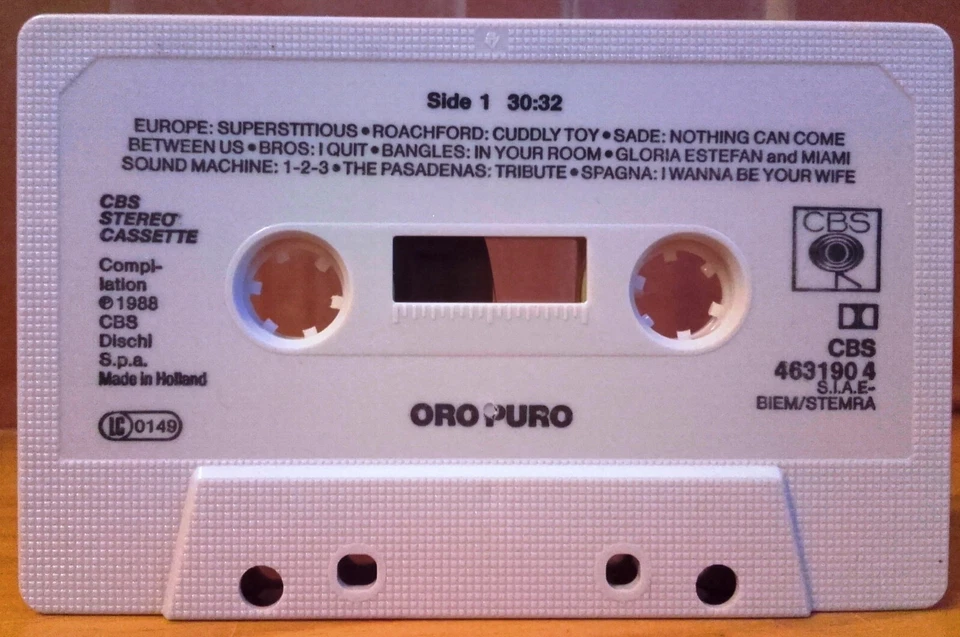 Side 1 30:32
EUROPE: SUPERSTITIOUS • ROACHFORD: CUDDLY TOY • SADE: NOTHING CAN COME
BETWEEN US • BROS: I QUIT • BANGLES: IN YOUR ROOM • GLORIA ESTEFAN and MIAMI
SOUND MACHINE: 1-2-3 • THE PASADENAS: TRIBUTE • SPAGNA: I WANNA BE YOUR WIFE
CBS
STEREO
CASSETTE
Compi-
lation
℗ 1988
CBS
Dischi
S.p.a.
Made in Holland
LC 0149
ORO PURO
CBS
CBS
463190 4
S.I.A.E-
BIEM/STEMRA